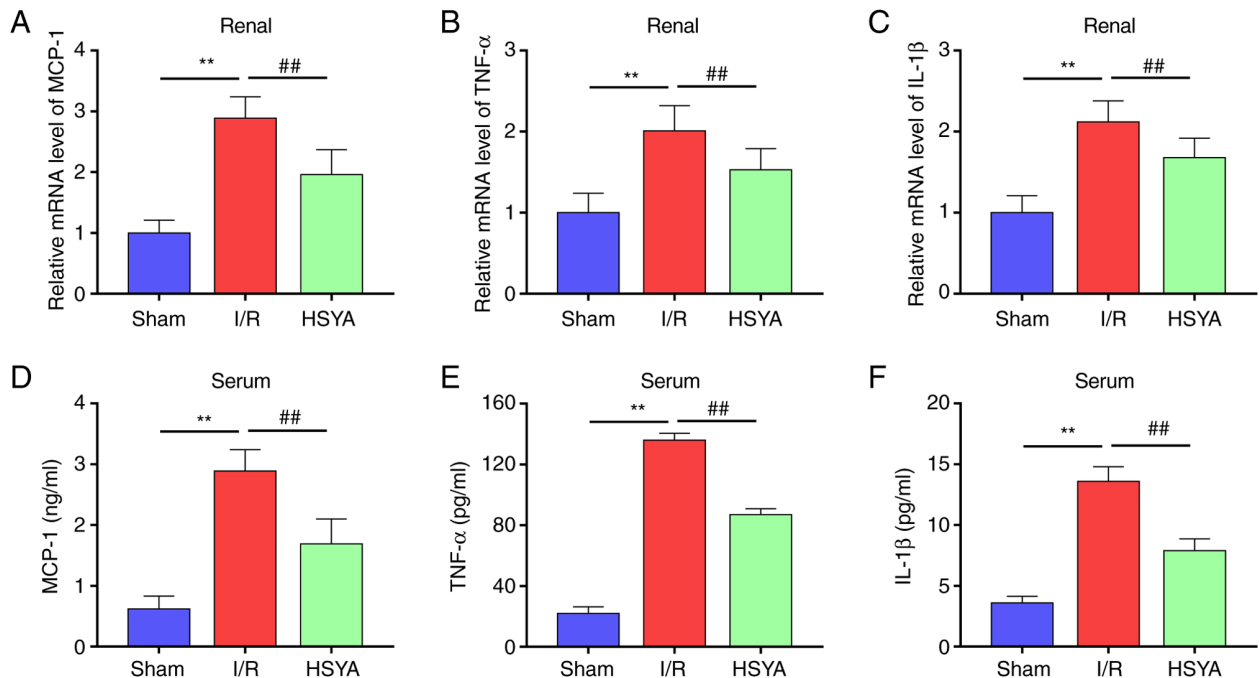 A
Renal
Relative mRNA level of MCP-1
4
3
2
1
0
**
##
Sham I/R HSYA
B
Renal
Relative mRNA level of TNF-α
3
2
1
0
**
##
Sham I/R HSYA
C
Renal
Relative mRNA level of IL-1β
3
2
1
0
**
##
Sham I/R HSYA
D
Serum
MCP-1 (ng/ml)
4
3
2
1
0
**
##
Sham I/R HSYA
E
Serum
TNF-α (pg/ml)
160
120
80
40
0
**
##
Sham I/R HSYA
F
Serum
IL-1β (pg/ml)
20
15
10
5
0
**
##
Sham I/R HSYA